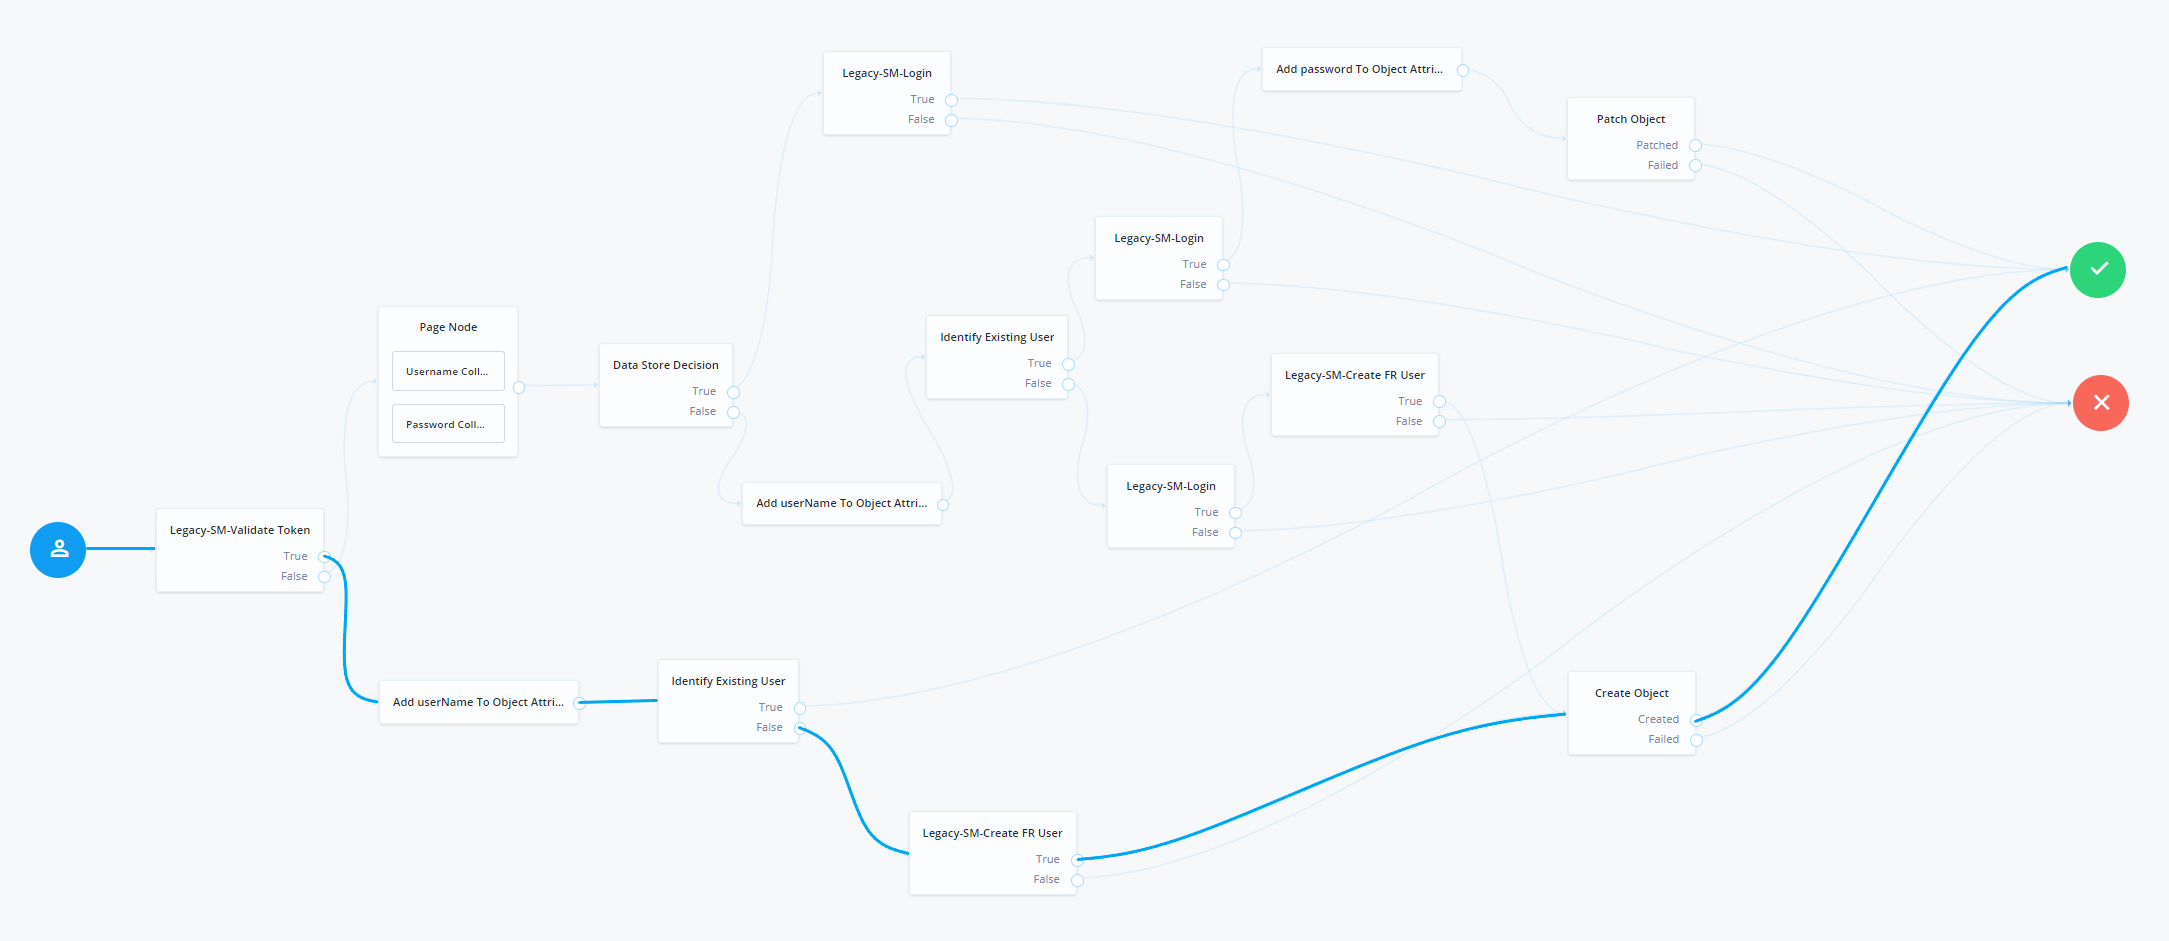 Legacy-SM-Login
True
False
Add password To Object Attri...
Patch Object
Patched
Failed
Legacy-SM-Login
True
False
Page Node
Username Coll...
Password Coll...
Data Store Decision
True
False
Identify Existing User
True
False
Legacy-SM-Create FR User
True
False
Add userName To Object Attri...
Legacy-SM-Login
True
False
Legacy-SM-Validate Token
True
False
Add userName To Object Attri...
Identify Existing User
True
False
Create Object
Created
Failed
Legacy-SM-Create FR User
True
False